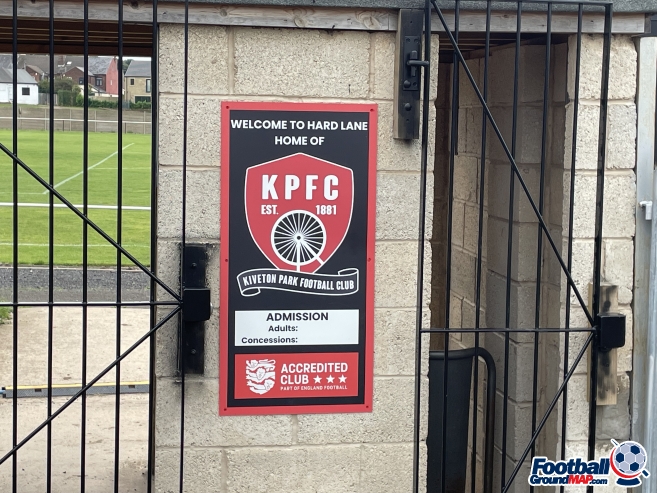 WELCOME TO HARD LANE
HOME OF
KPFC
EST. 1881
KIVETON PARK FOOTBALL CLUB
ADMISSION
Adults:
Concessions:
ACCREDITED
CLUB
PART OF ENGLAND FOOTBALL
Football
GroundMAP.com